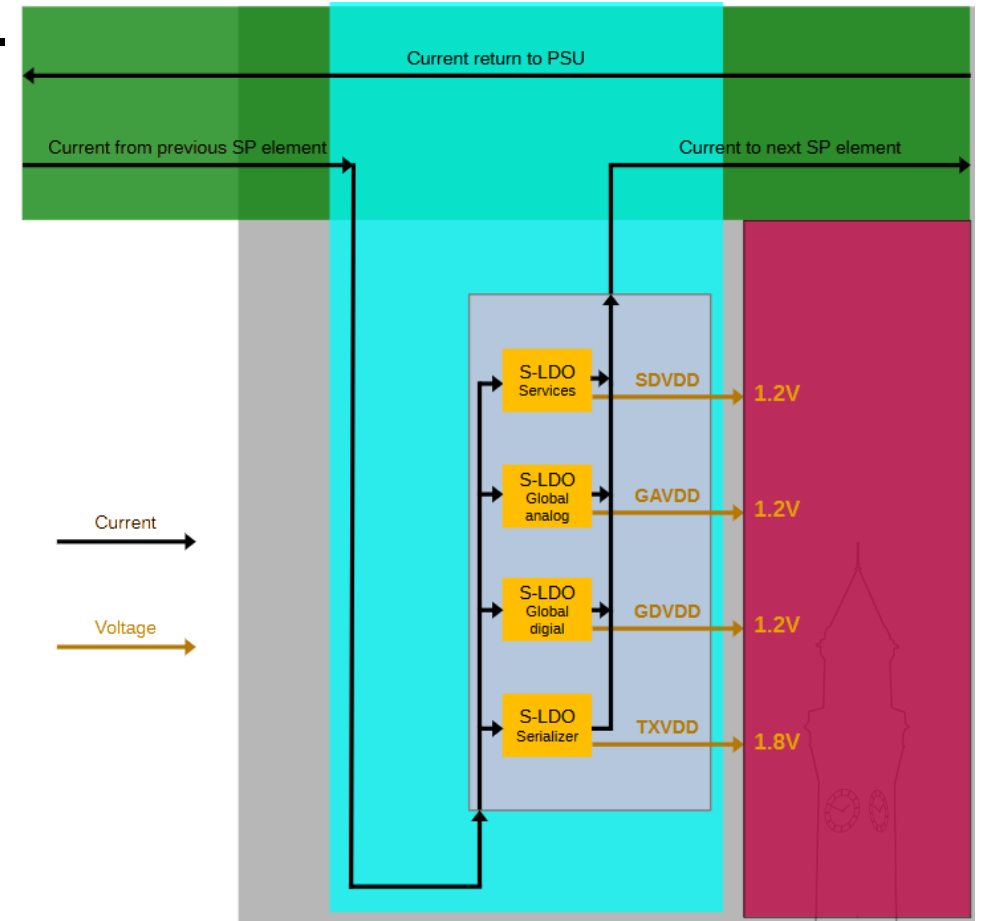 Current return to PSU
Current from previous SP element
Current to next SP element
S-LDO
Services
SDVDD
1.2V
S-LDO
Global
analog
GAVDD
1.2V
Current
S-LDO
Global
digial
GDVDD
1.2V
Voltage
S-LDO
Serializer
TXVDD
1.8V